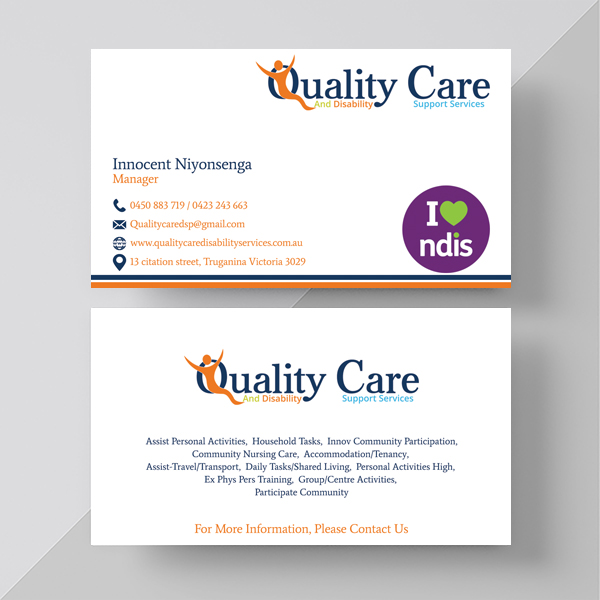 Quality Care
And Disability Support Services
Innocent Niyonsenga
Manager
0450 883 719 / 0423 243 663
Qualitycaredsp@gmail.com
www.qualitycaredisabilityservices.com.au
13 citation street, Truganina Victoria 3029
I
ndis
Quality Care
And Disability Support Services
Assist Personal Activities, Household Tasks, Innov Community Participation,
Community Nursing Care, Accommodation/Tenancy,
Assist-Travel/Transport, Daily Tasks/Shared Living, Personal Activities High,
Ex Phys Pers Training, Group/Centre Activities,
Participate Community
For More Information, Please Contact Us